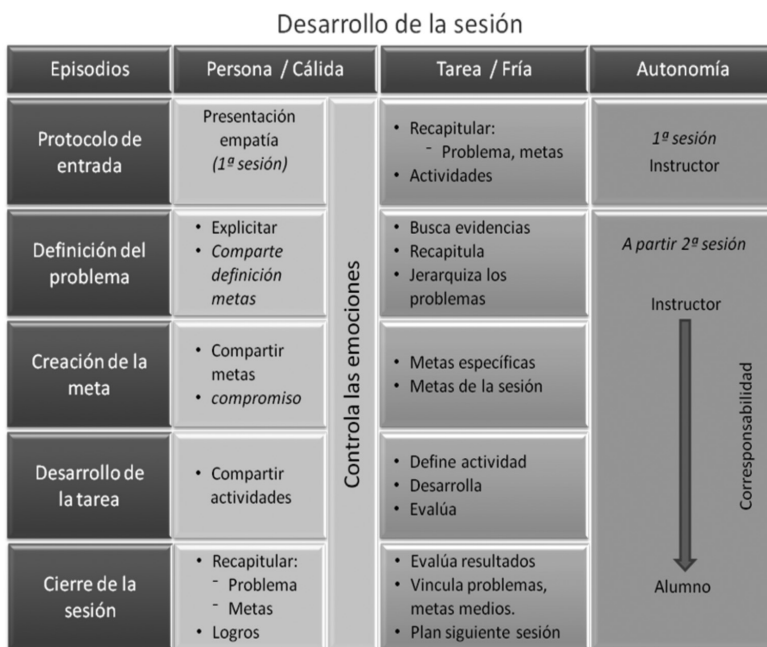 Desarrollo de la sesión
Episodios
Persona / Cálida
Tarea / Fría
Autonomía
Protocolo de
entrada
Presentación
empatía
(1ª sesión)
• Recapitular:
- Problema, metas
• Actividades
1ª sesión
Instructor
Definición del
problema
• Explicitar
• Comparte
definición
metas
• Busca evidencias
• Recapitula
• Jerarquiza los
problemas
A partir 2ª sesión
Instructor
Creación de la
meta
• Compartir
metas
• compromiso
• Metas específicas
• Metas de la sesión
Desarrollo de
la tarea
• Compartir
actividades
• Define actividad
• Desarrolla
• Evalúa
Cierre de la
sesión
• Recapitular:
- Problema
- Metas
• Logros
• Evalúa resultados
• Vincula problemas,
metas medios.
• Plan siguiente sesión
Alumno
Controla las emociones
Corresponsabilidad